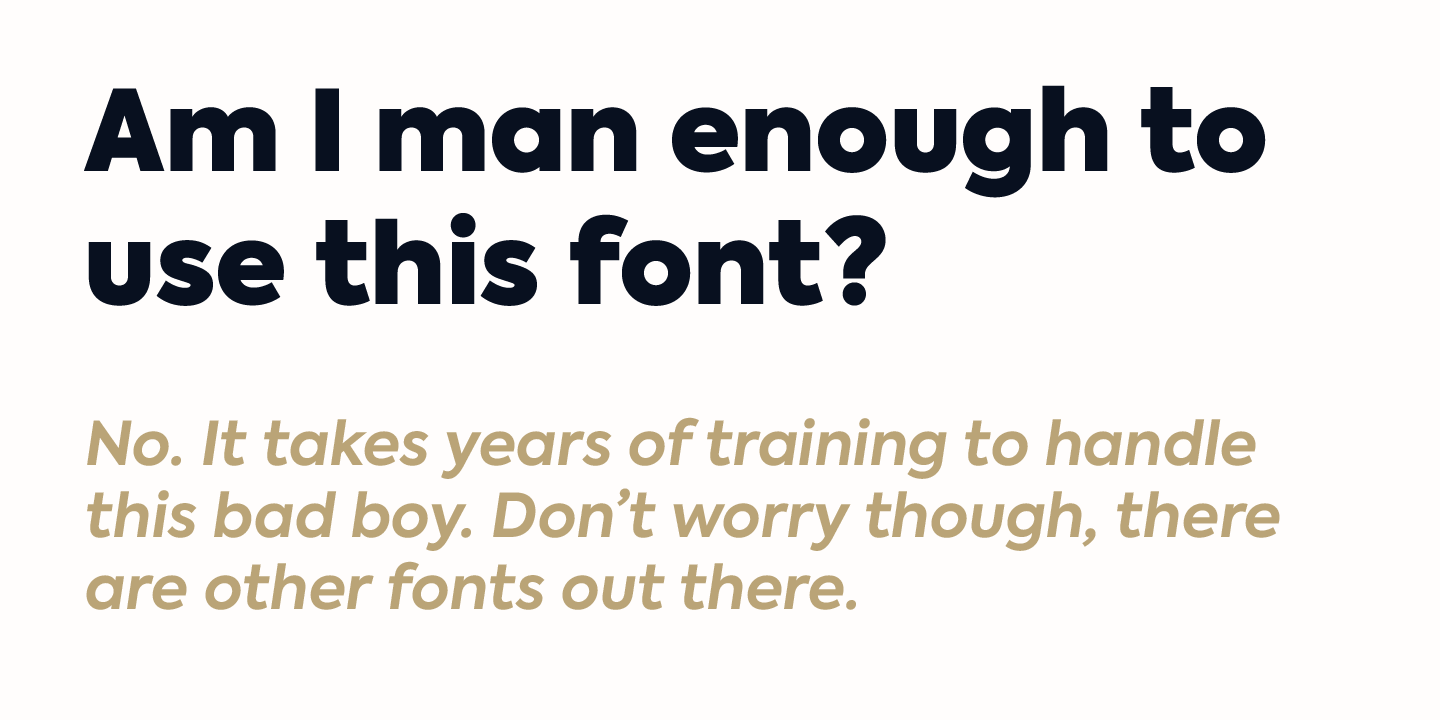 Am I man enough to
use this font?
No. It takes years of training to handle
this bad boy. Don’t worry though, there
are other fonts out there.